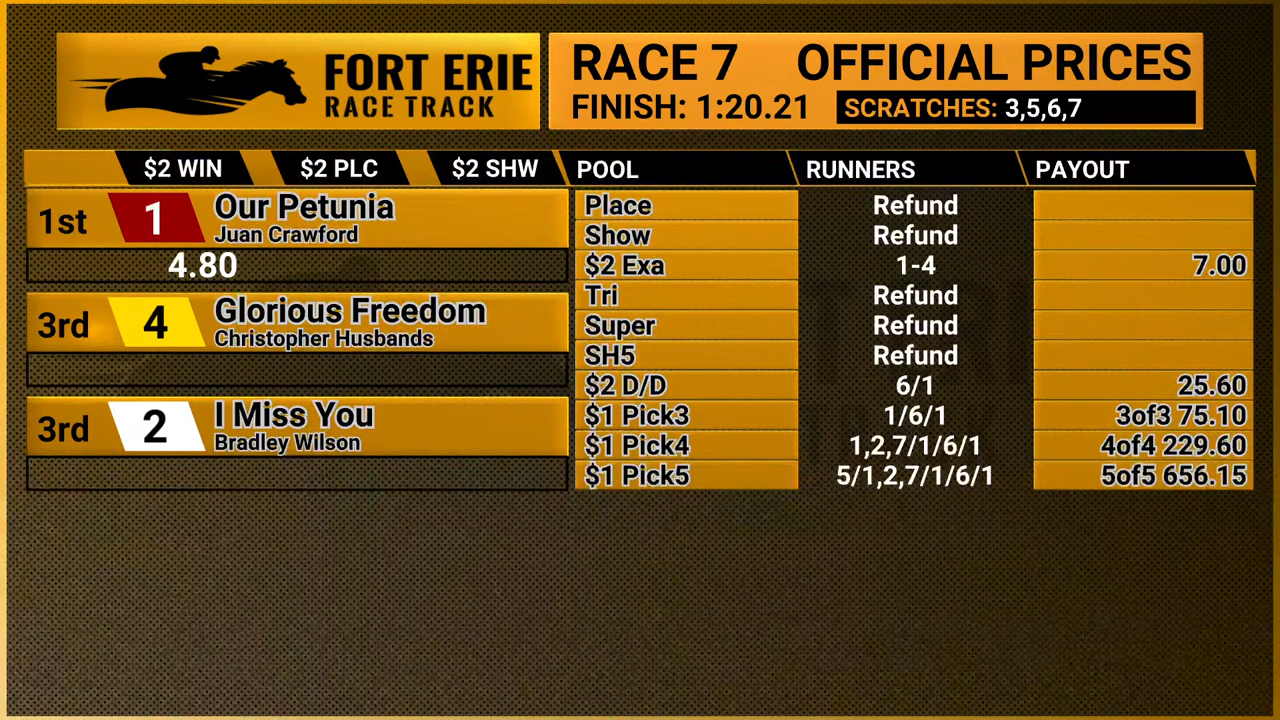 FORT ERIE
RACE TRACK
RACE 7 OFFICIAL PRICES
FINISH: 1:20.21 SCRATCHES: 3,5,6,7
$2 WIN $2 PLC $2 SHW
1st 1 Our Petunia
Juan Crawford
4.80
3rd 4 Glorious Freedom
Christopher Husbands
3rd 2 I Miss You
Bradley Wilson
POOL RUNNERS PAYOUT
Place Refund
Show Refund
$2 Exa 1-4 7.00
Tri Refund
Super Refund
SH5 Refund
$2 D/D 6/1 25.60
$1 Pick3 1/6/1 3of3 75.10
$1 Pick4 1,2,7/1/6/1 4of4 229.60
$1 Pick5 5/1,2,7/1/6/1 5of5 656.15